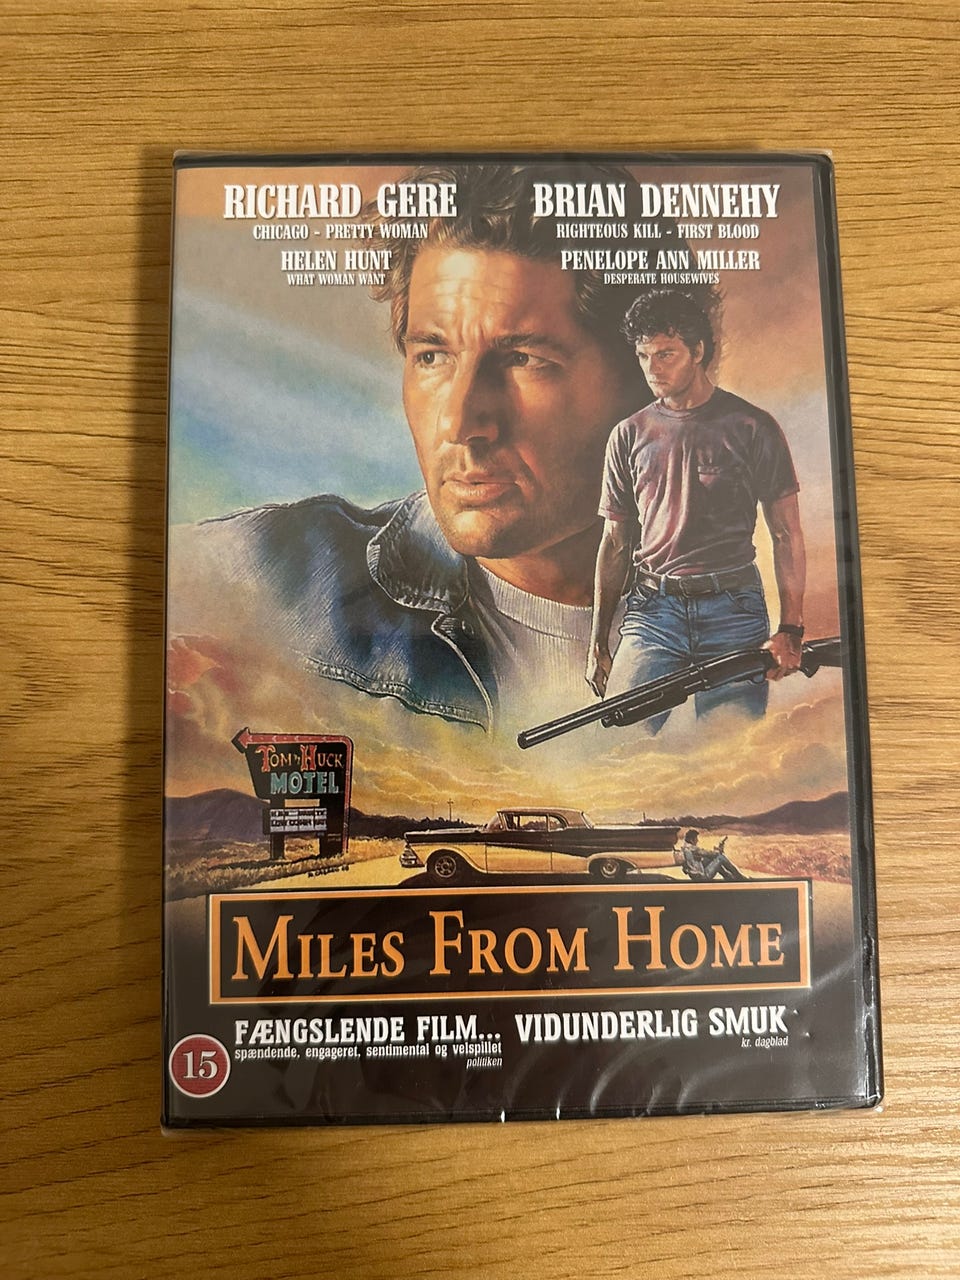 RICHARD GERE
CHICAGO - PRETTY WOMAN
HELEN HUNT
WHAT WOMAN WANT
BRIAN DENNEHY
RIGHTEOUS KILL - FIRST BLOOD
PENELOPE ANN MILLER
DESPERATE HOUSEWIVES
TOM 'N HUCK
MOTEL
MILES FROM HOME
FÆNGSLENDE FILM...
spændende, engageret, sentimental og velspillet
politiken
VIDUNDERLIG SMUK
kr. dagblad
15